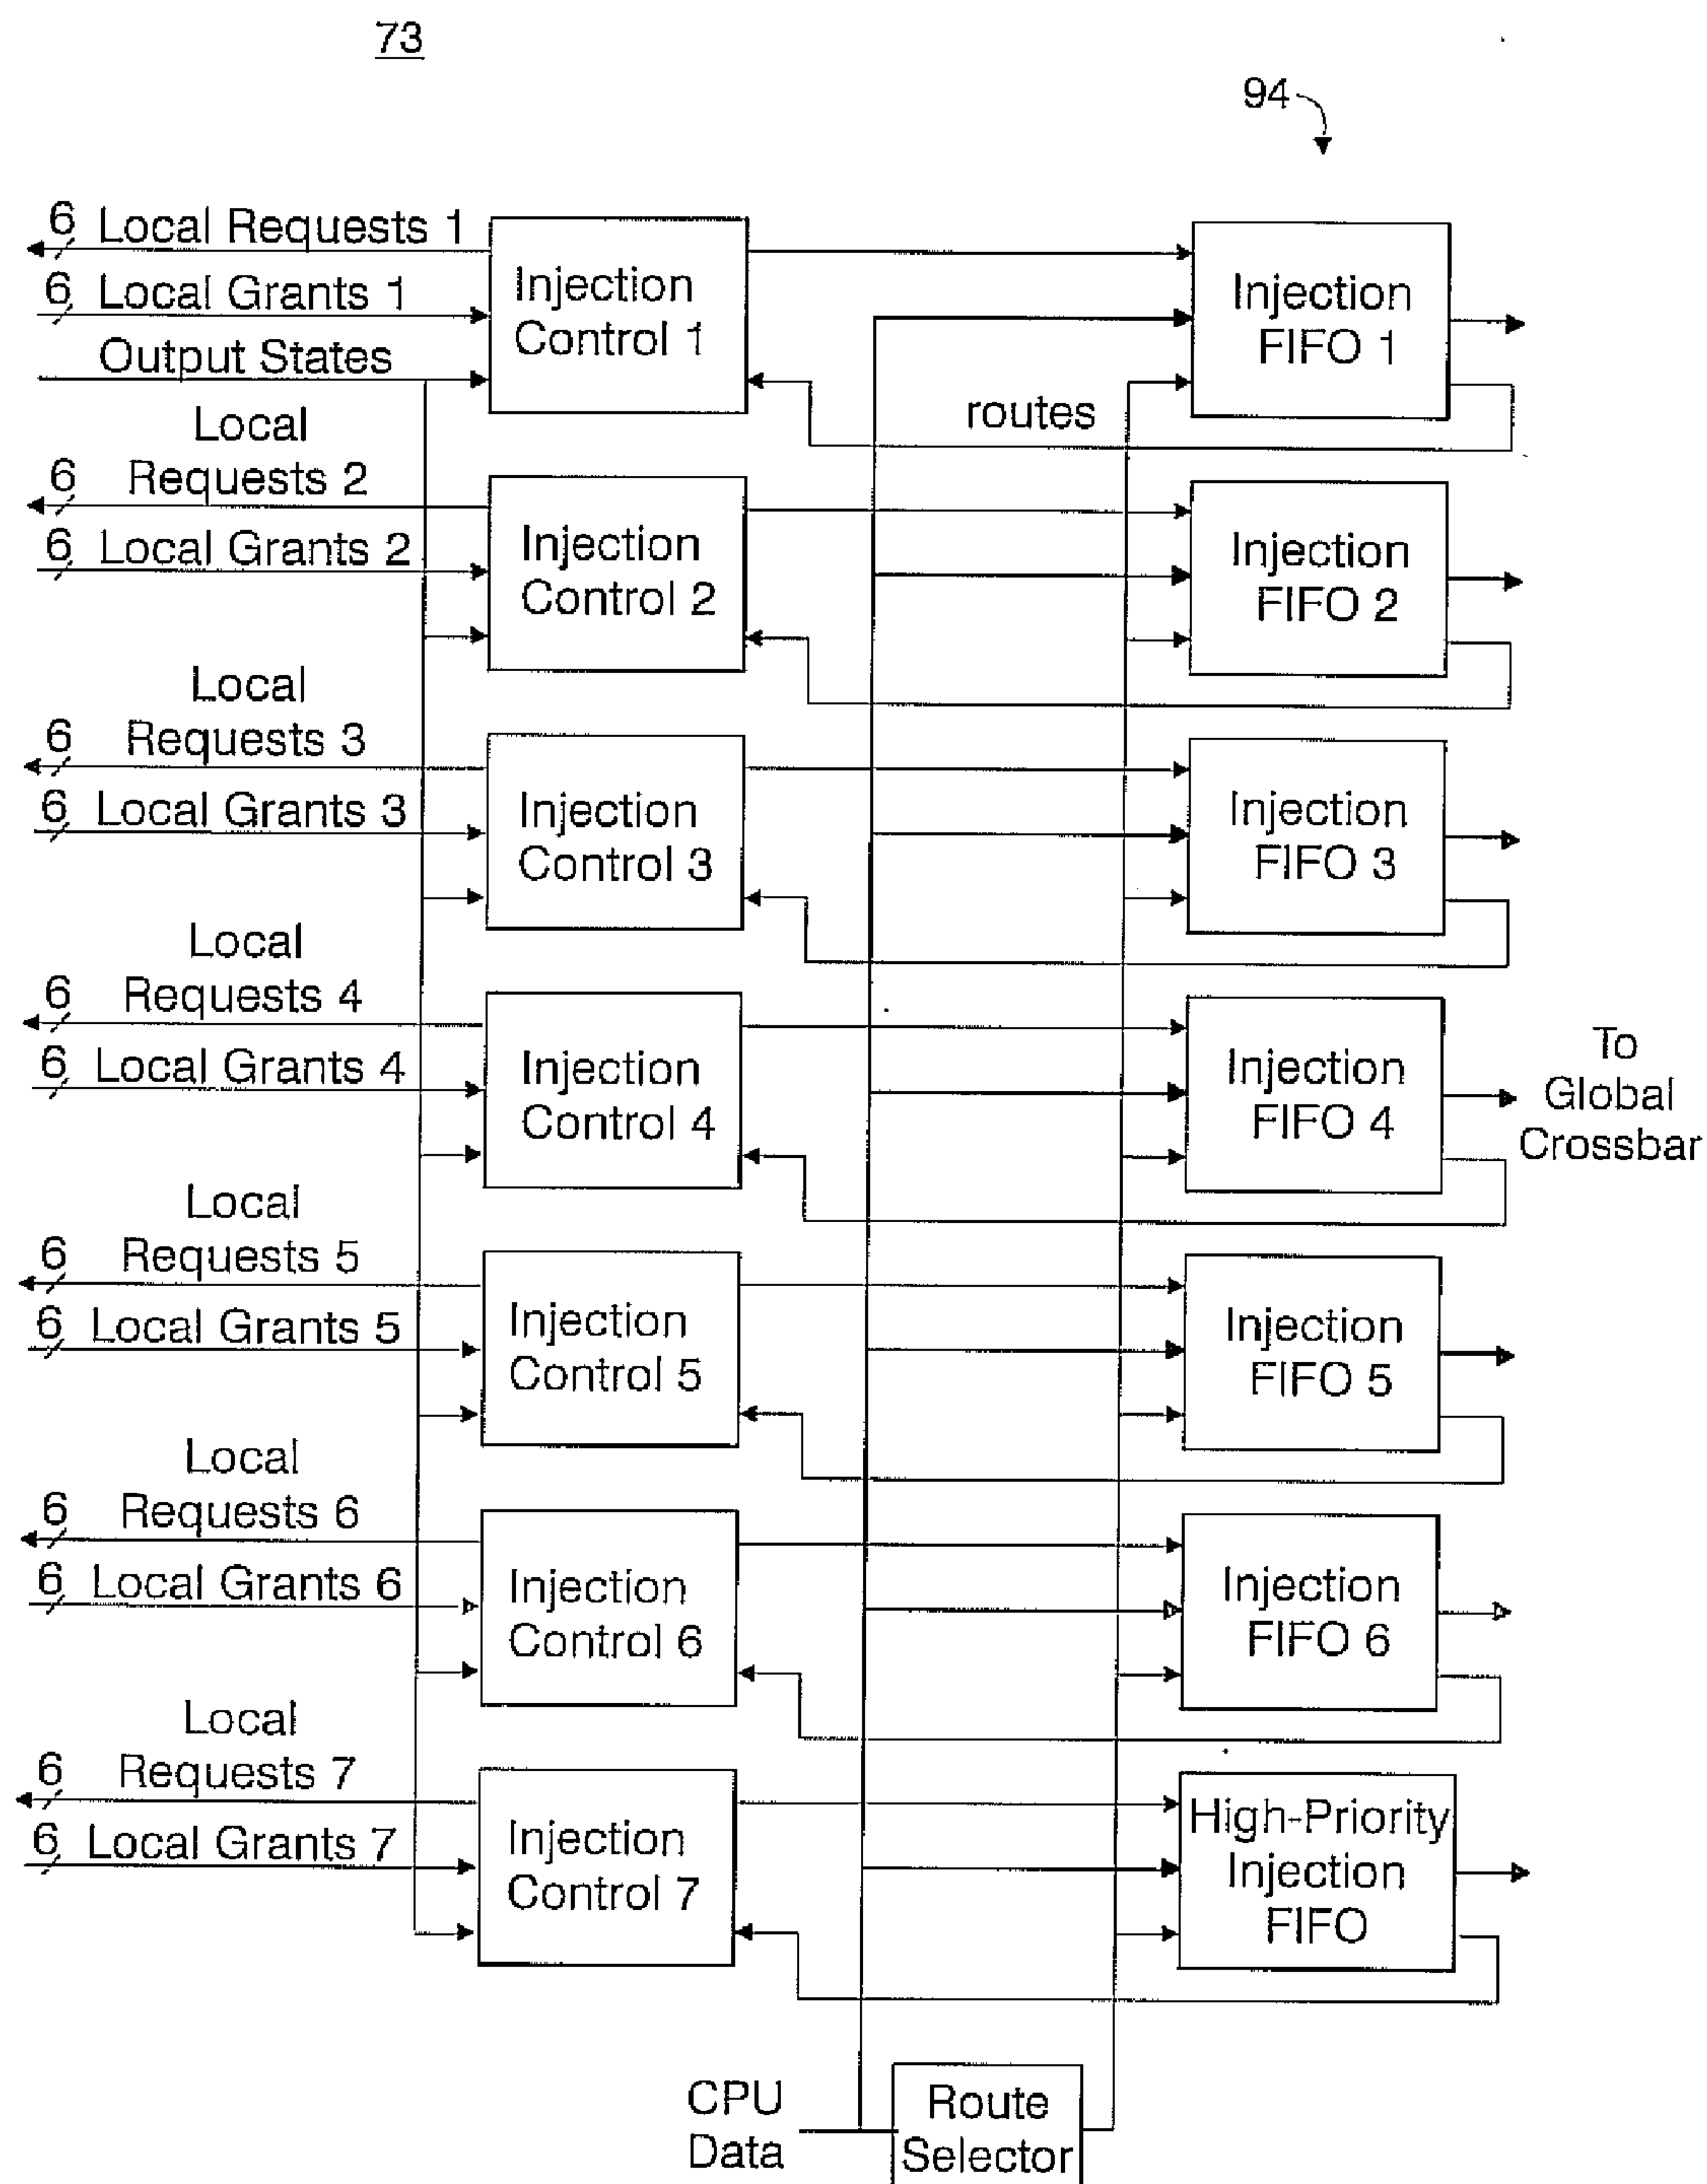 73
94
6 Local Requests 1
6 Local Grants 1
Output States
Injection
Control 1
Injection
FIFO 1
routes
Local
6 Requests 2
6 Local Grants 2
Injection
Control 2
Injection
FIFO 2
Local
6 Requests 3
6 Local Grants 3
Injection
Control 3
Injection
FIFO 3
Local
6 Requests 4
6 Local Grants 4
Injection
Control 4
Injection
FIFO 4
To
Global
Crossbar
Local
6 Requests 5
6 Local Grants 5
Injection
Control 5
Injection
FIFO 5
Local
6 Requests 6
6 Local Grants 6
Injection
Control 6
Injection
FIFO 6
Local
6 Requests 7
6 Local Grants 7
Injection
Control 7
High-Priority
Injection
FIFO
CPU
Data
Route
Selector